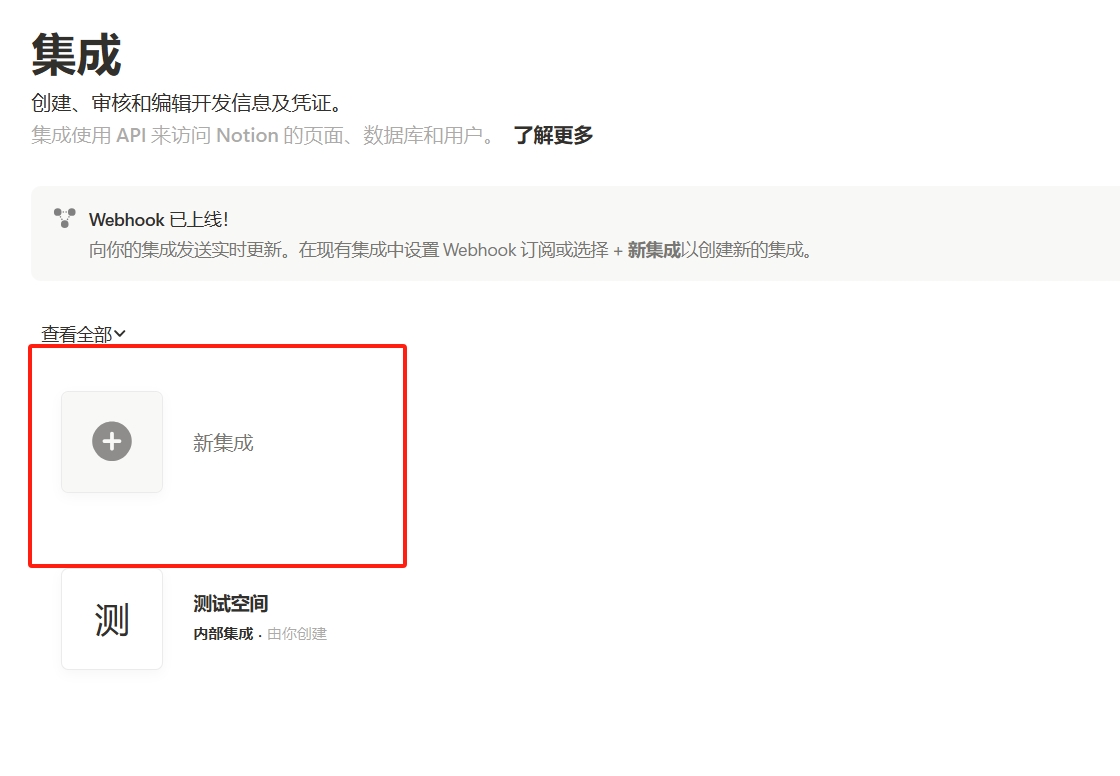 集成
创建、审核和编辑开发信息及凭证。
集成使用 API 来访问 Notion 的页面、数据库和用户。 了解更多
Webhook 已上线!
向你的集成发送实时更新。在现有集成中设置 Webhook 订阅或选择 + 新集成以创建新的集成。
查看全部
新集成
测
测试空间
内部集成 · 由你创建